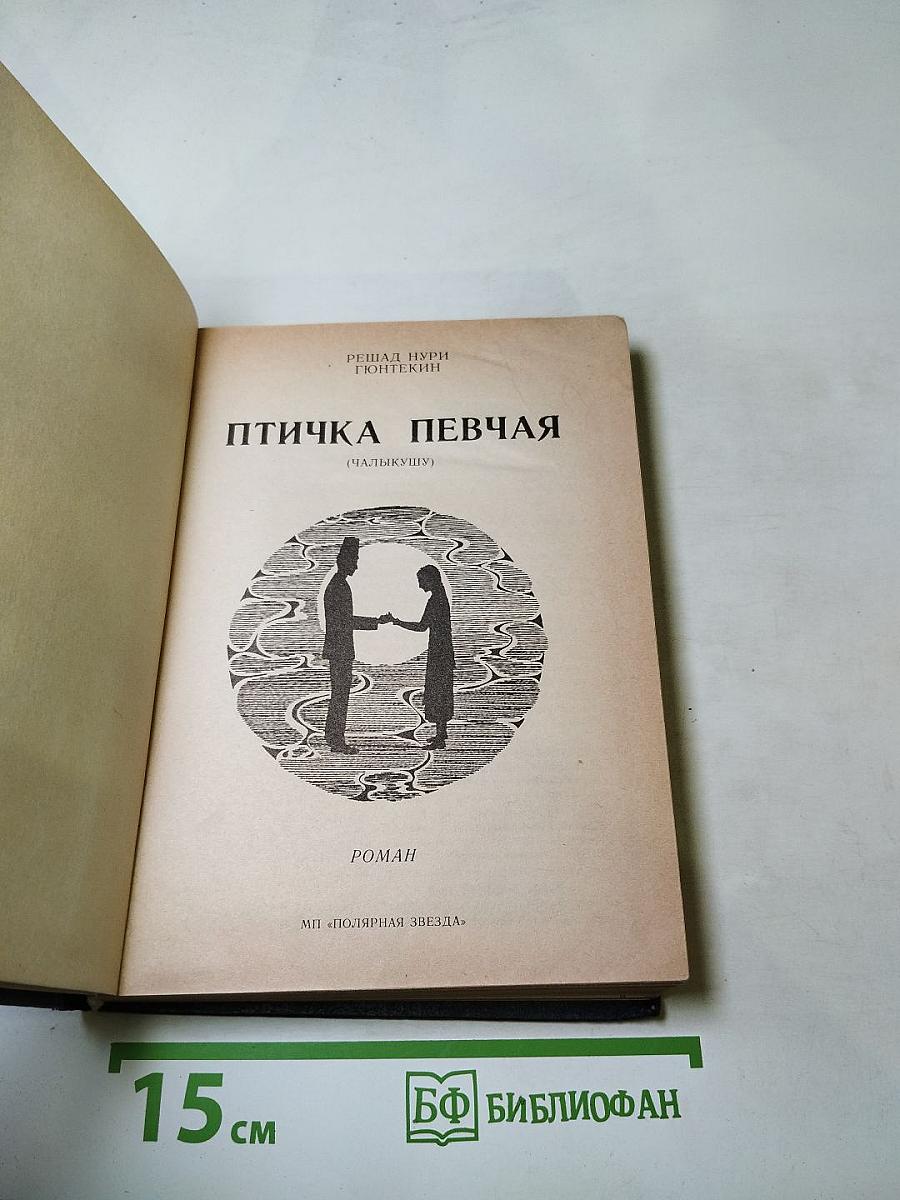 РЕШАД НУРИ
ГЮНТЕКИН
ПТИЧКА ПЕВЧАЯ
(ЧАЛЫКУШУ)
РОМАН
МП «ПОЛЯРНАЯ ЗВЕЗДА»
15 см
БФ БИБЛИОФАН